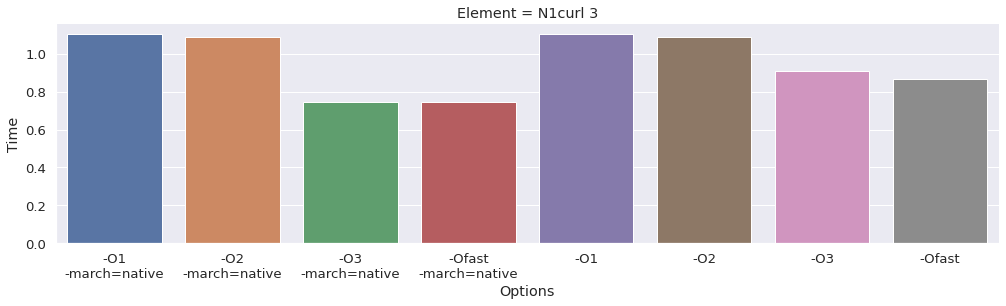 Element = N1curl 3
Time
1.0
0.8
0.6
0.4
0.2
0.0
-O1 -O2 -O3 -Ofast -O1 -O2 -O3 -Ofast
-march=native -march=native -march=native -march=native
Options